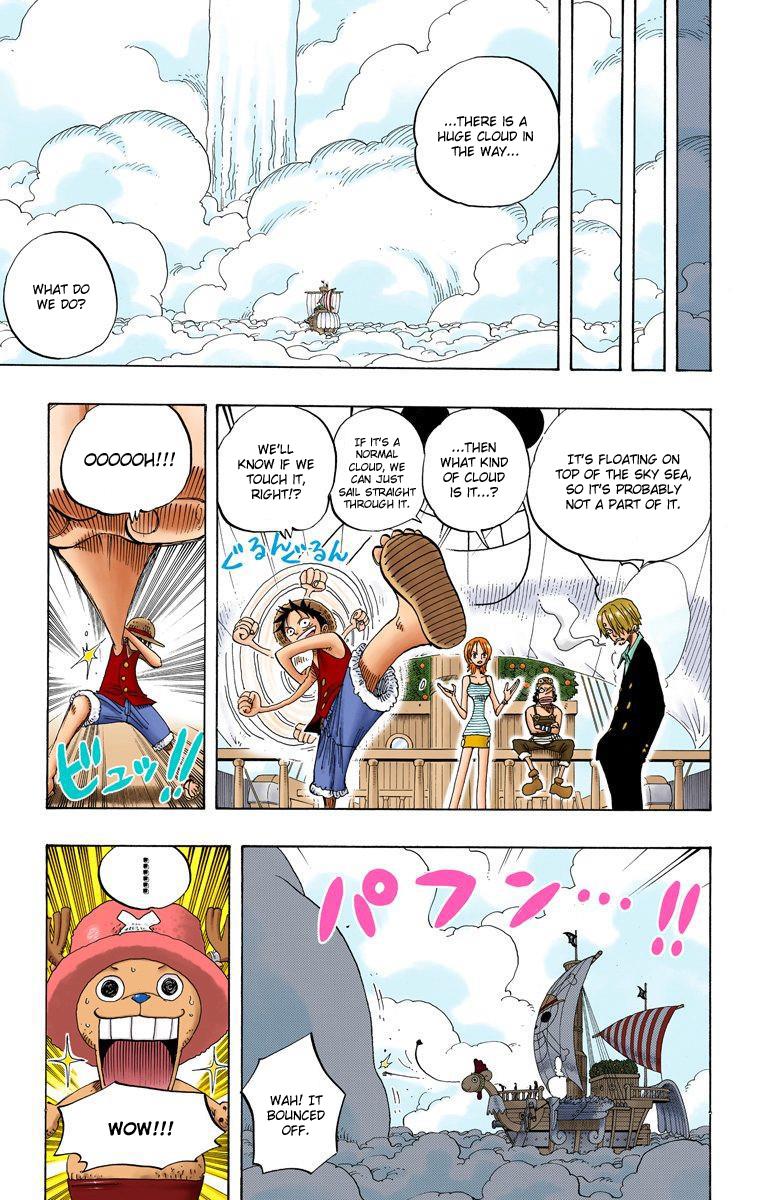 ...THERE IS A
HUGE CLOUD IN
THE WAY...
WHAT DO
WE DO?
IT'S FLOATING ON
TOP OF THE SKY SEA,
SO IT'S PROBABLY
NOT A PART OF IT.
...THEN
WHAT KIND
OF CLOUD
IS IT...?
IF IT'S A
NORMAL
CLOUD, WE
CAN JUST
SAIL STRAIGHT
THROUGH IT.
WE'LL
KNOW IF WE
TOUCH IT,
RIGHT!?
ぐるんぐるん
OOOOOH!!!
ビュッ!!
パフン…!!
WAH! IT
BOUNCED
OFF.
!!!!!
WOW!!!